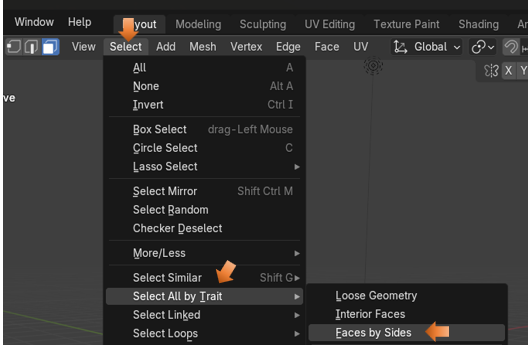 Window Help yout Modeling Sculpting UV Editing Texture Paint Shading
View Select Add Mesh Vertex Edge Face UV Global
X Y
ve
All A
None Alt A
Invert Ctrl I
Box Select drag-Left Mouse
Circle Select C
Lasso Select
Select Mirror Shift Ctrl M
Select Random
Checker Deselect
More/Less
Select Similar Shift G
Select All by Trait
Loose Geometry
Select Linked
Interior Faces
Select Loops
Faces by Sides